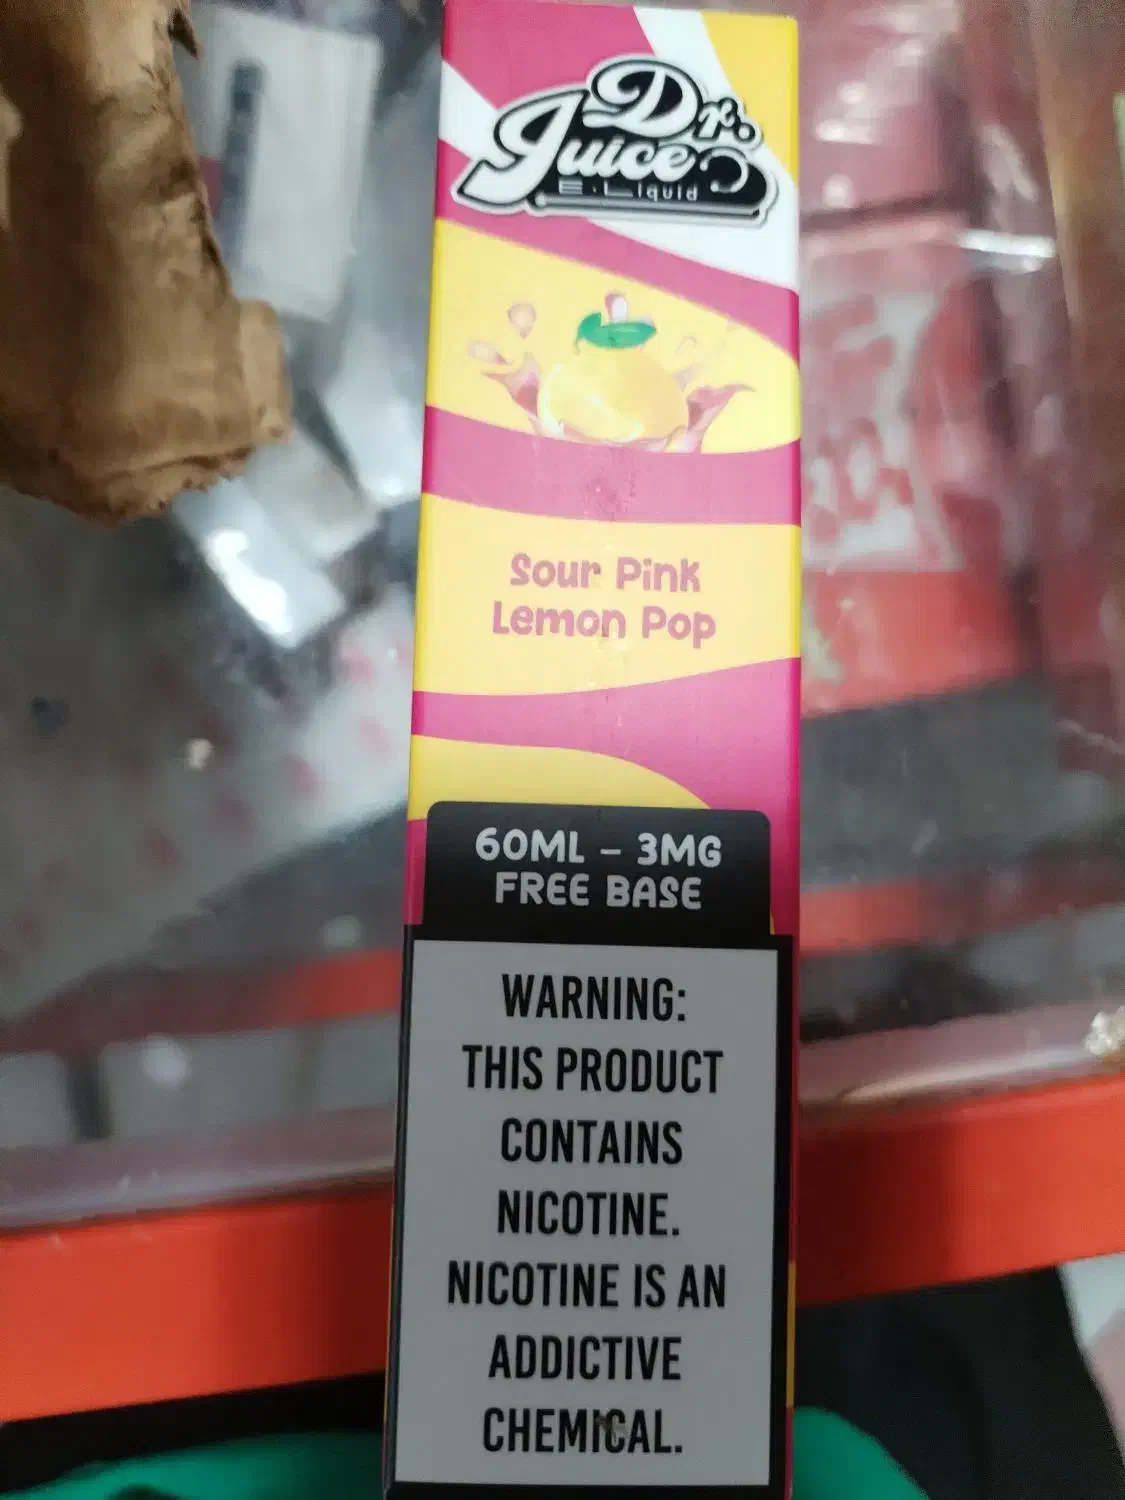 Dr.
Juice
E-Liquid
Sour Pink
Lemon Pop
60ML – 3MG
FREE BASE
WARNING:
THIS PRODUCT
CONTAINS
NICOTINE.
NICOTINE IS AN
ADDICTIVE
CHEMICAL.